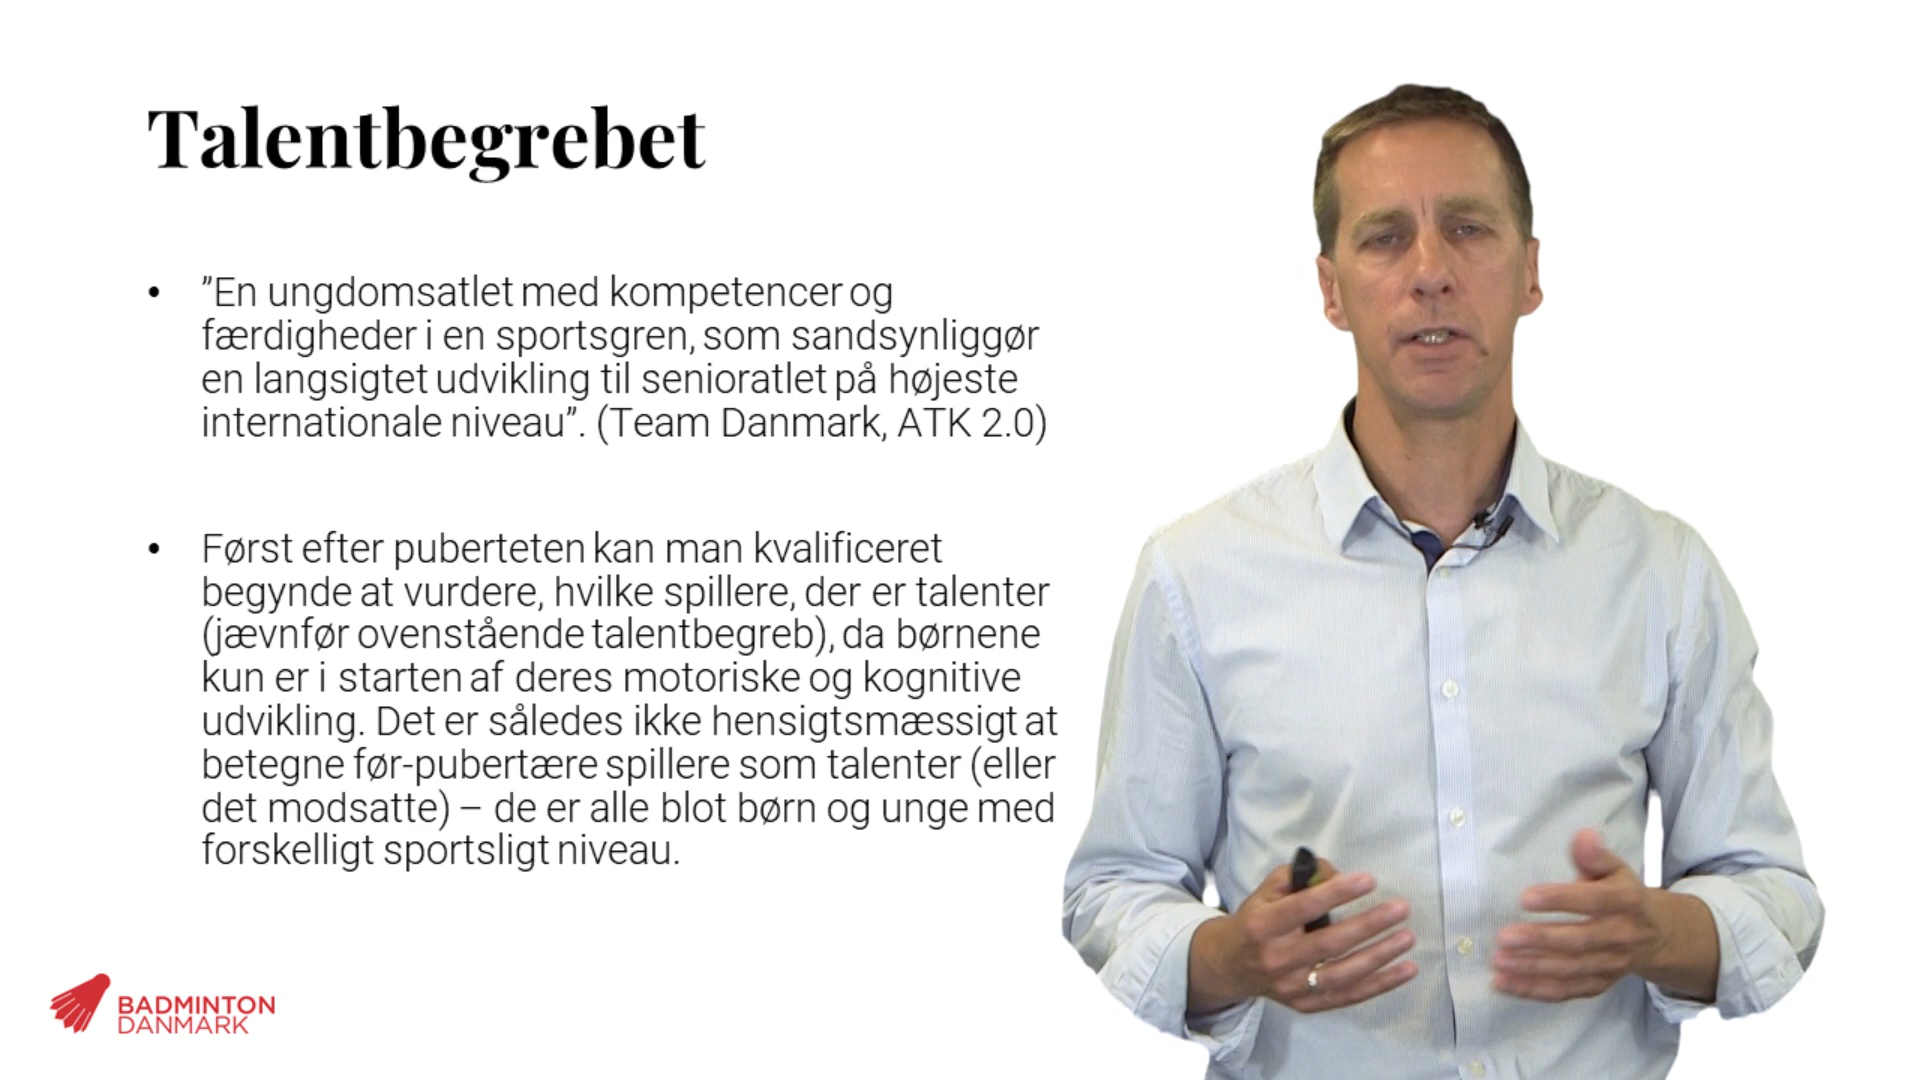 Talentbegrebet
• ”En ungdomsatlet med kompetencer og
færdigheder i en sportsgren, som sandsynliggør
en langsigtet udvikling til senioratlet på højeste
internationale niveau”. (Team Danmark, ATK 2.0)
• Først efter puberteten kan man kvalificeret
begynde at vurdere, hvilke spillere, der er talenter
(jævnfør ovenstående talentbegreb), da børnene
kun er i starten af deres motoriske og kognitive
udvikling. Det er således ikke hensigtsmæssigt at
betegne før-pubertære spillere som talenter (eller
det modsatte) – de er alle blot børn og unge med
forskelligt sportsligt niveau.
BADMINTON
DANMARK